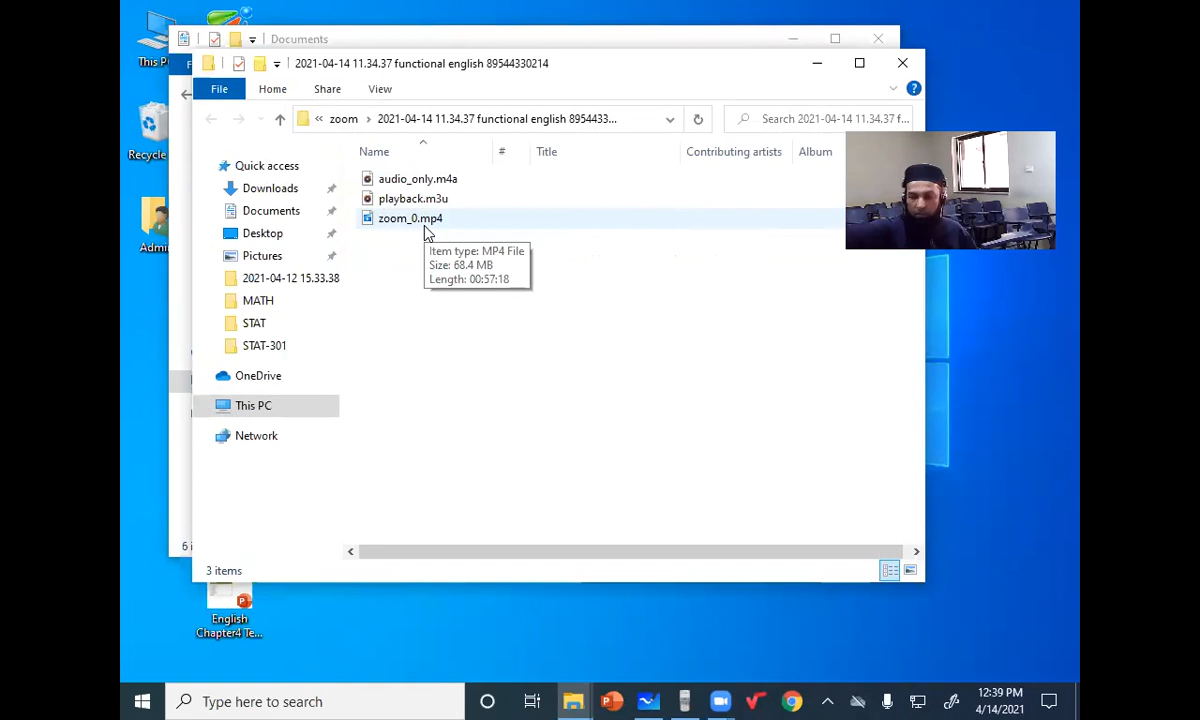 This P
Documents
2021-04-14 11.34.37 functional english 89544330214
F
File
Home
Share
View
zoom
2021-04-14 11.34.37 functional english 8954433...
Search 2021-04-14 11.34.37 f...
Recycle
Name
#
Title
Contributing artists
Album
Quick access
Downloads
Documents
Desktop
Pictures
2021-04-12 15.33.38
MATH
STAT
STAT-301
OneDrive
This PC
Network
audio_only.m4a
playback.m3u
zoom_0.mp4
Item type: MP4 File
Size: 68.4 MB
Length: 00:57:18
Admin
6 i
3 items
English
Chapter4 Te...
Type here to search
12:39 PM
4/14/2021